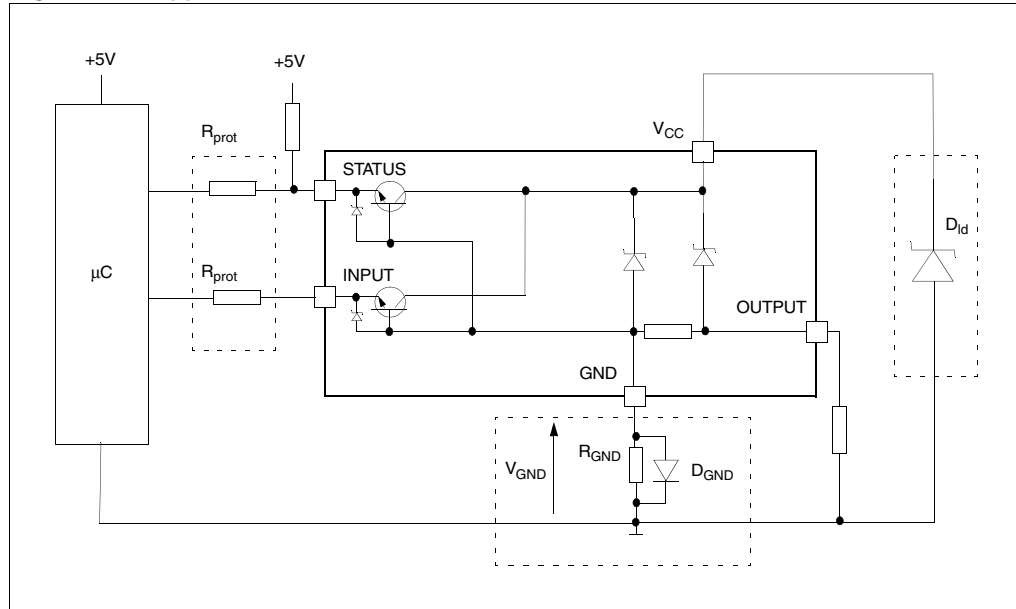 +5V
+5V
Rprot
VCC
STATUS
Dld
μC
Rprot
INPUT
OUTPUT
GND
RGND
VGND
DGND